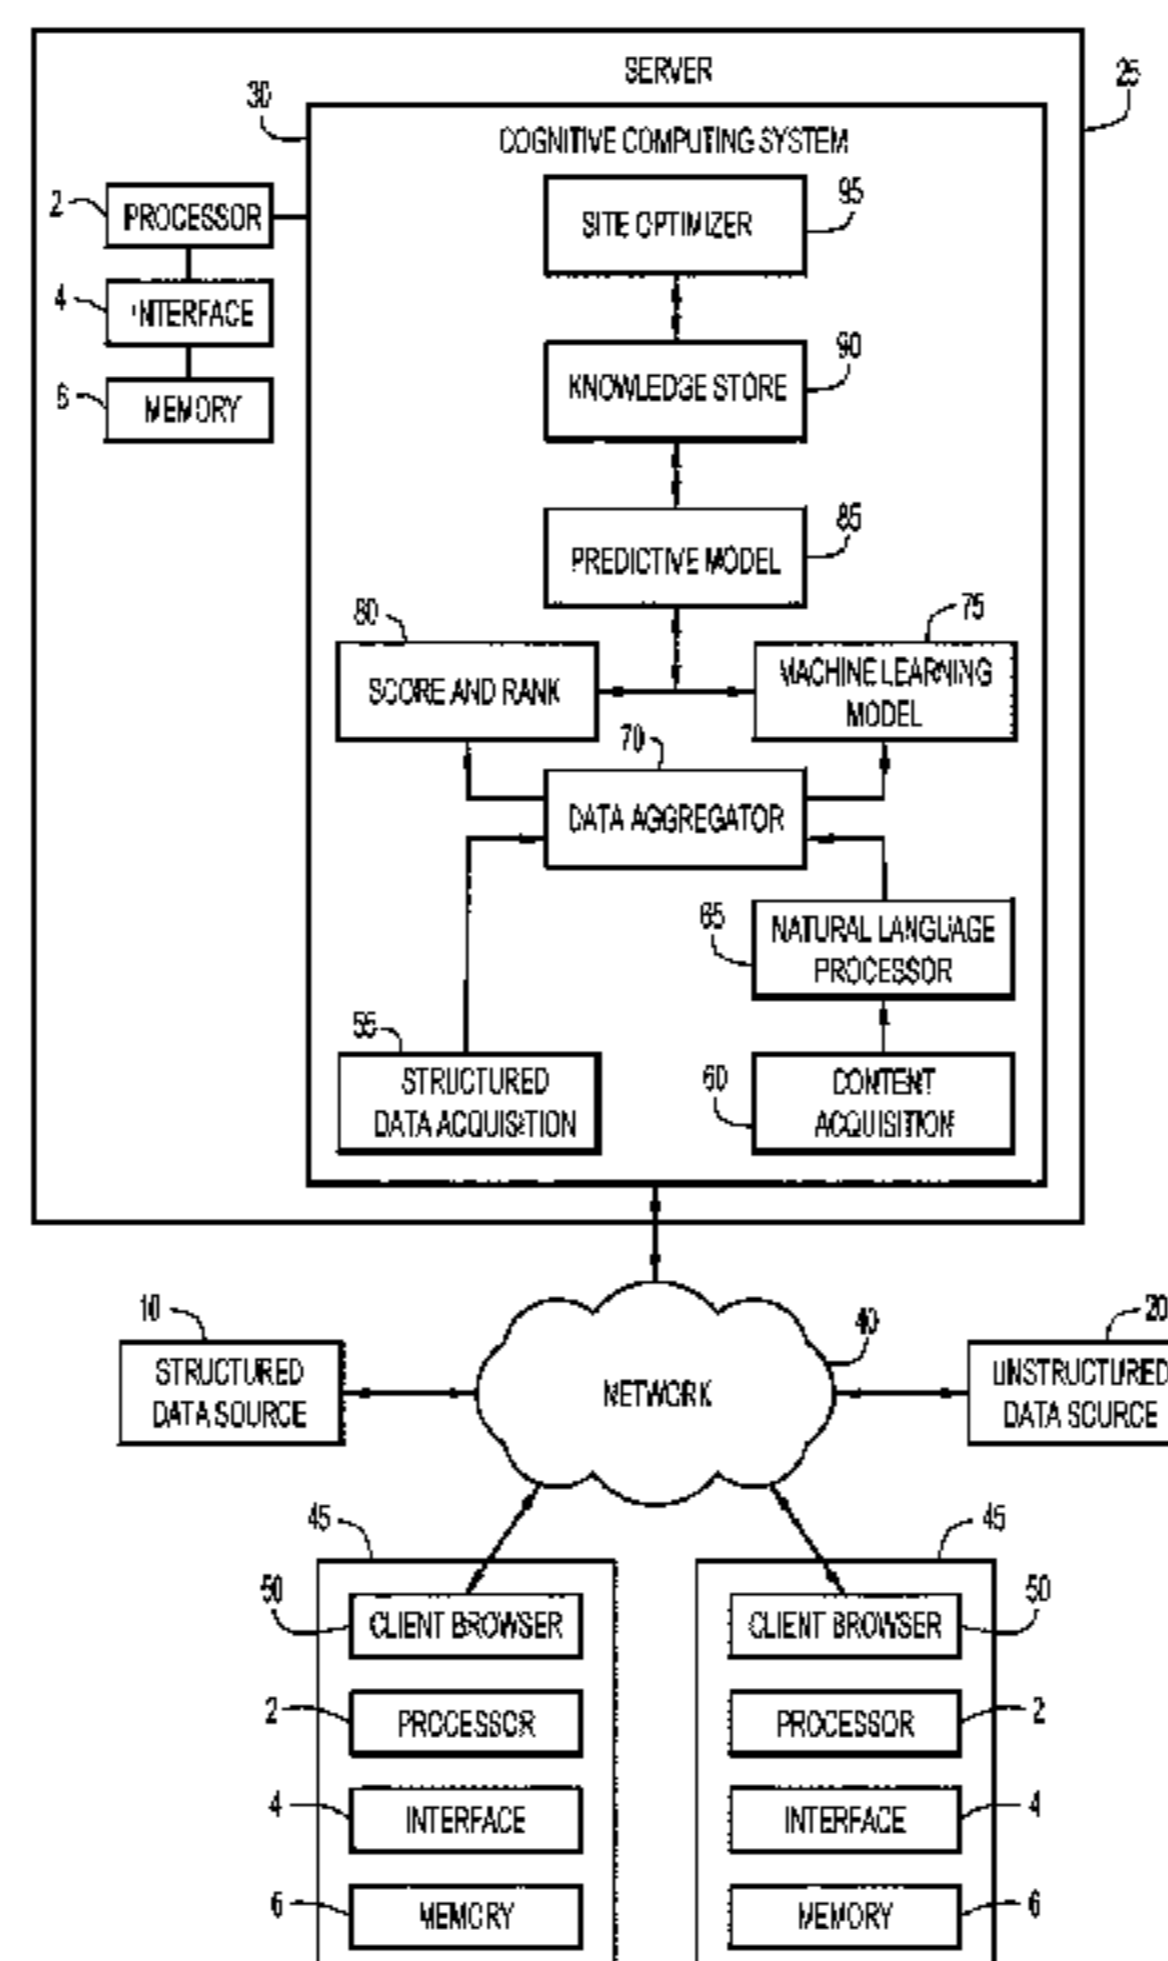 SERVER
25
30
COGNITIVE COMPUTING SYSTEM
95
SITE OPTIMIZER
2
PROCESSOR
4
INTERFACE
90
KNOWLEDGE STORE
6
MEMORY
85
PREDICTIVE MODEL
80
75
SCORE AND RANK
MACHINE LEARNING
MODEL
70
DATA AGGREGATOR
65
NATURAL LANGUAGE
PROCESSOR
55
STRUCTURED
DATA ACQUISITION
60
CONTENT
ACQUISITION
10
40
20
STRUCTURED
DATA SOURCE
NETWORK
UNSTRUCTURED
DATA SOURCE
45
45
50
CLIENT BROWSER
CLIENT BROWSER
50
2
PROCESSOR
PROCESSOR
2
4
INTERFACE
INTERFACE
4
6
MEMORY
MEMORY
6